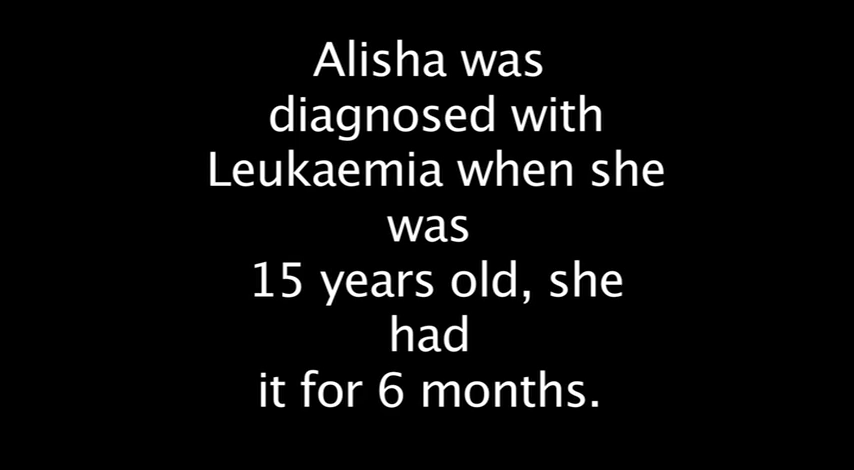 Alisha was
diagnosed with
Leukaemia when she
was
15 years old, she
had
it for 6 months.